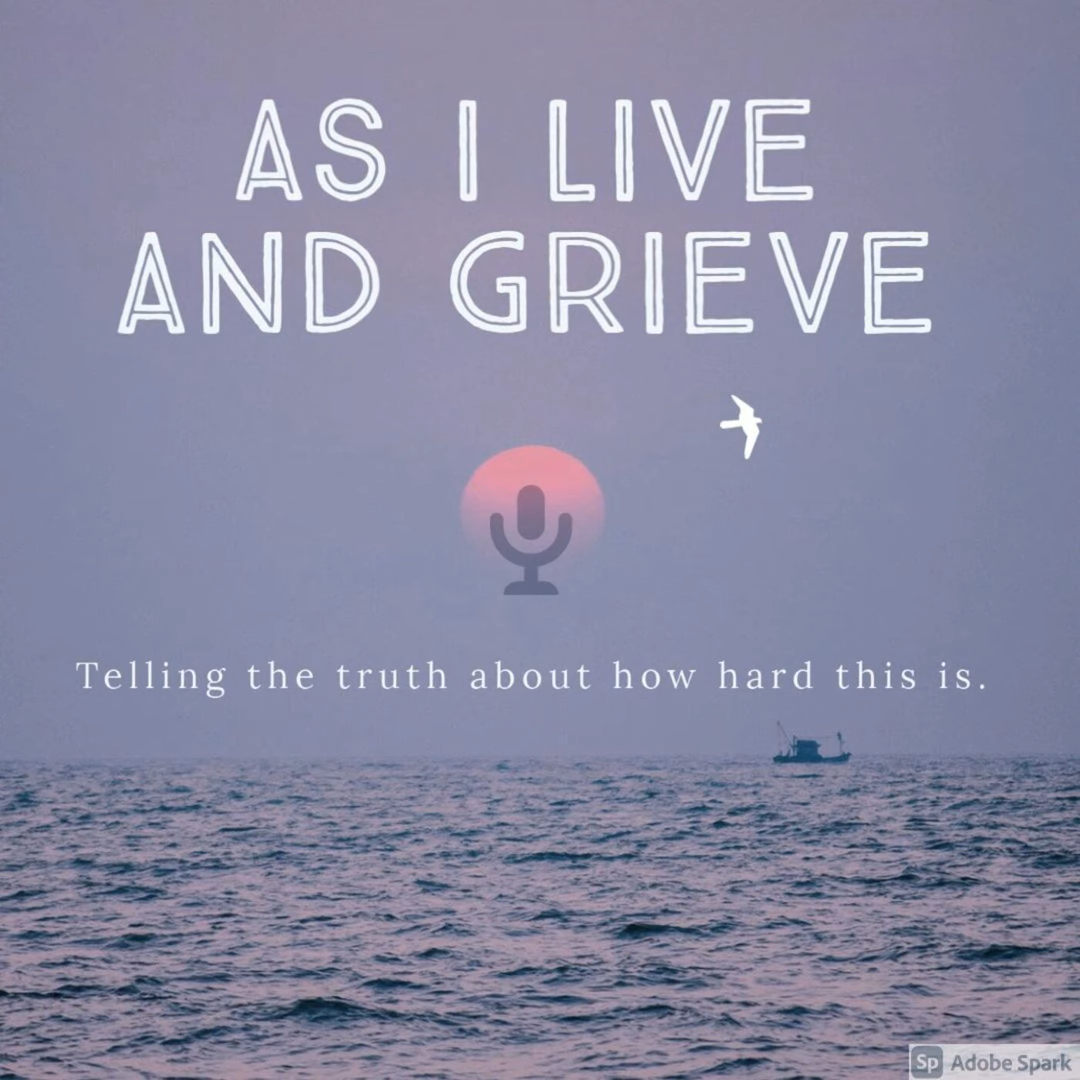 AS I LIVE
AND GRIEVE
Telling the truth about how hard this is.
Sp Adobe Spark